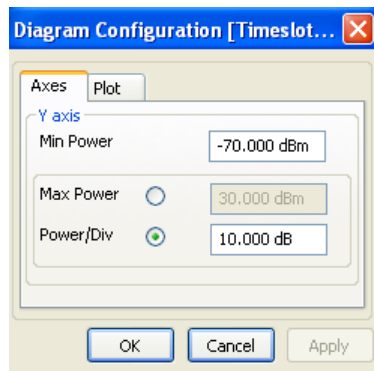 Diagram Configuration [Timeslot...
Axes Plot
Y axis
Min Power -70.000 dBm
Max Power 30.000 dBm
Power/Div 10.000 dB
OK Cancel Apply